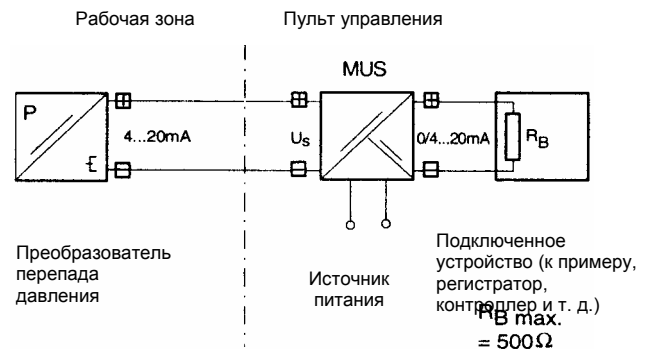 Рабочая зона
Пульт управления
MUS
P
4...20mA
Us
0/4...20mA
RB
Преобразователь
перепада
давления
Источник
питания
Подключенное
устройство (к примеру,
регистратор,
контроллер и т. д.)
RB max.
= 500Ω